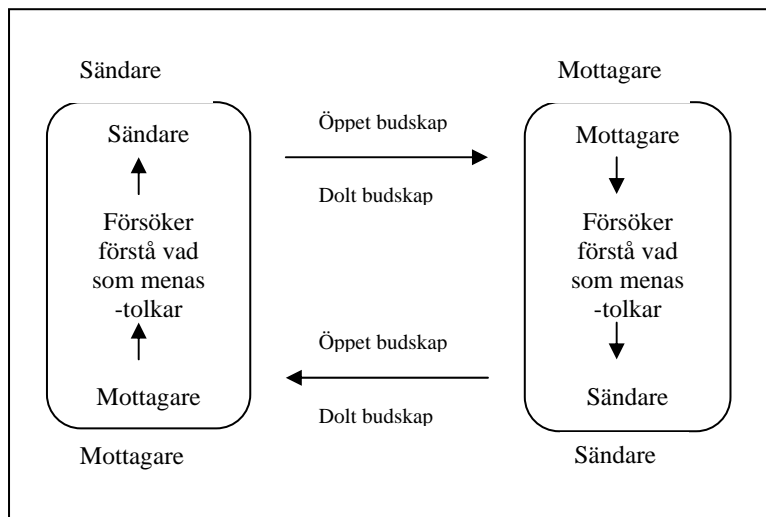 Sändare
Mottagare
Sändare
Öppet budskap
Mottagare
Dolt budskap
Försöker
förstå vad
som menas
-tolkar
Försöker
förstå vad
som menas
-tolkar
Öppet budskap
Mottagare
Sändare
Dolt budskap
Mottagare
Sändare